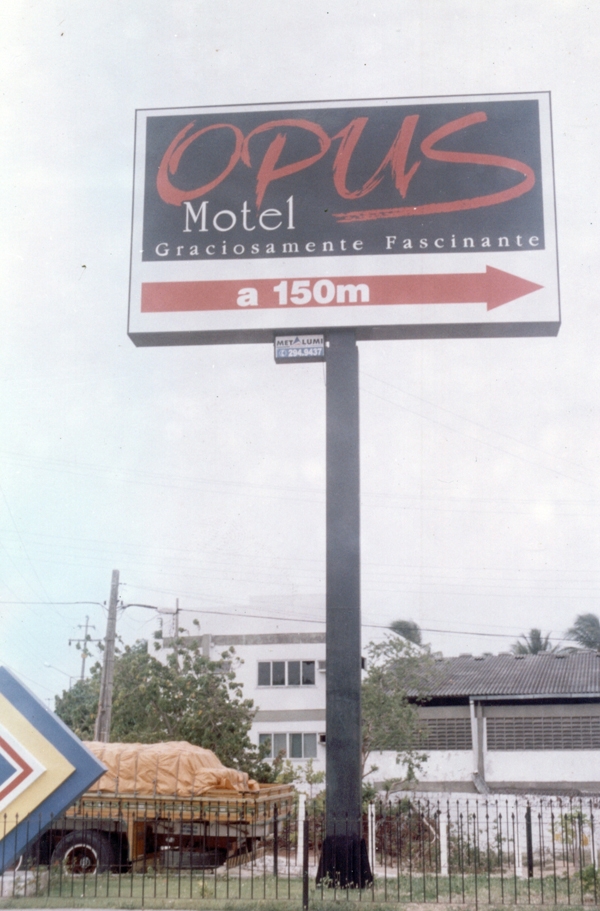 OPUS
Motel
Graciosamente Fascinante
a 150m
METALUMI
294.9437